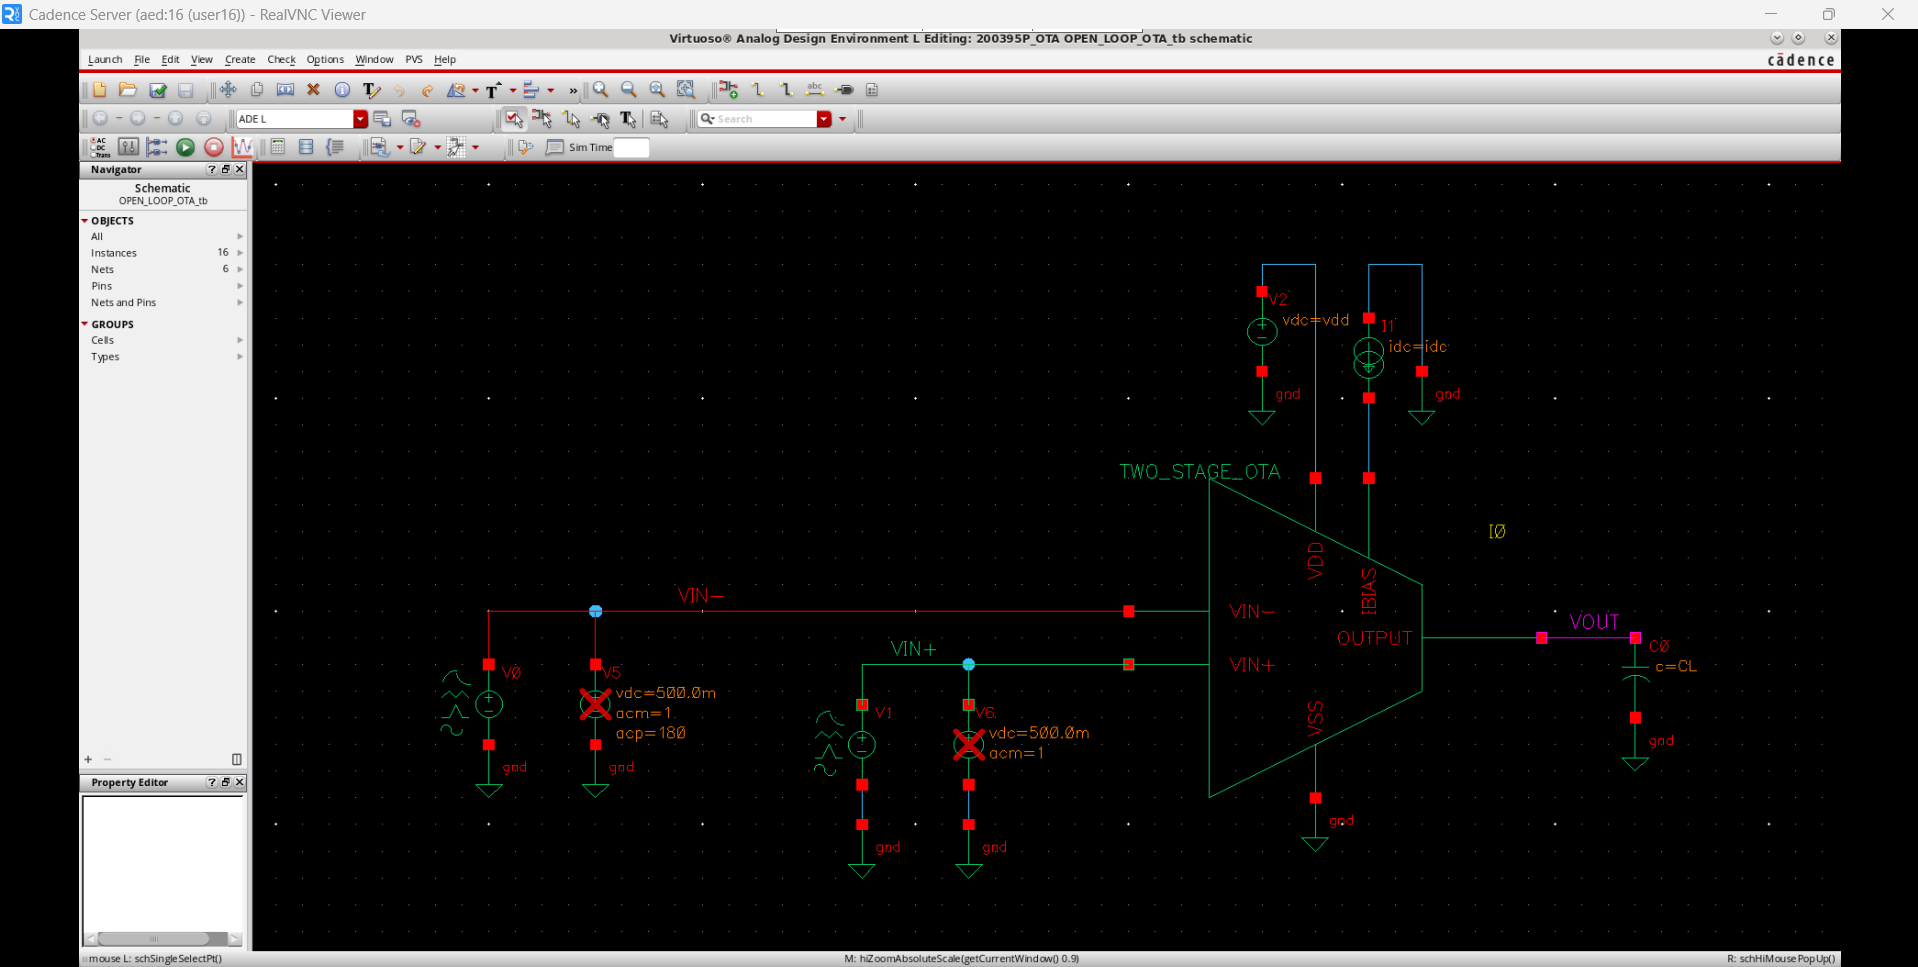 Cadence Server (aed:16 (user16)) - RealVNC Viewer
Virtuoso® Analog Design Environment L Editing: 200395P_OTA OPEN_LOOP_OTA_tb schematic
Launch File Edit View Create Check Options Window PVS Help
cādence
abc
ADE L
Search
AC
DC
Trans
Sim Time
Navigator
Schematic
OPEN_LOOP_OTA_tb
OBJECTS
All
Instances 16
Nets 6
Pins
Nets and Pins
GROUPS
Cells
Types
Property Editor
V2
vdc=vdd
gnd
I1
idc=idc
gnd
TWO_STAGE_OTA
I0
VDD
IBIAS
VIN-
VIN-
VIN+
VIN+
OUTPUT
VOUT
C0
c=CL
gnd
VSS
gnd
V0
gnd
V5
vdc=500.0m
acm=1
acp=180
gnd
V1
gnd
V6
vdc=500.0m
acm=1
gnd
mouse L: schSingleSelectPt()
M: hiZoomAbsoluteScale(getCurrentWindow() 0.9)
R: schHiMousePopUp()